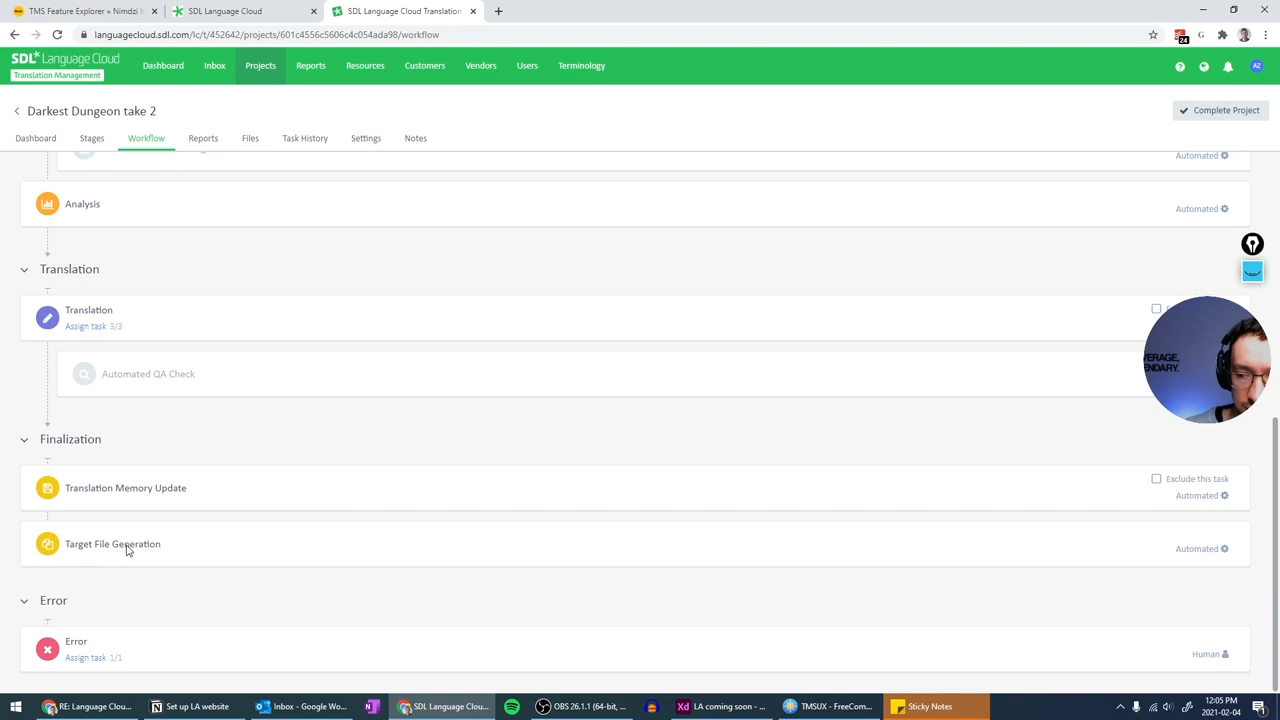 TMS Feature Explorer » Nimdzi I
SDL Language Cloud
SDL Language Cloud Translation
languagecloud.sdl.com/lc/t/452642/projects/601c4556c5606c4c054ada98/workflow
24
SDL* Language Cloud
Translation Management
Dashboard
Inbox
Projects
Reports
Resources
Customers
Vendors
Users
Terminology
AZ
Darkest Dungeon take 2
Complete Project
Dashboard
Stages
Workflow
Reports
Files
Task History
Settings
Notes
Automated
Analysis
Automated
Translation
Translation
Assign task 3/3
VERAGE,
ENDARY.
Automated QA Check
Finalization
Translation Memory Update
Exclude this task
Automated
Target File Generation
Automated
Error
Error
Assign task 1/1
Human
RE: Language Clou...
Set up LA website
Inbox - Google Wo...
SDL Language Clou...
OBS 26.1.1 (64-bit, ...
LA coming soon - ...
TMSUX - FreeCom...
Sticky Notes
12:05 PM
2021-02-04